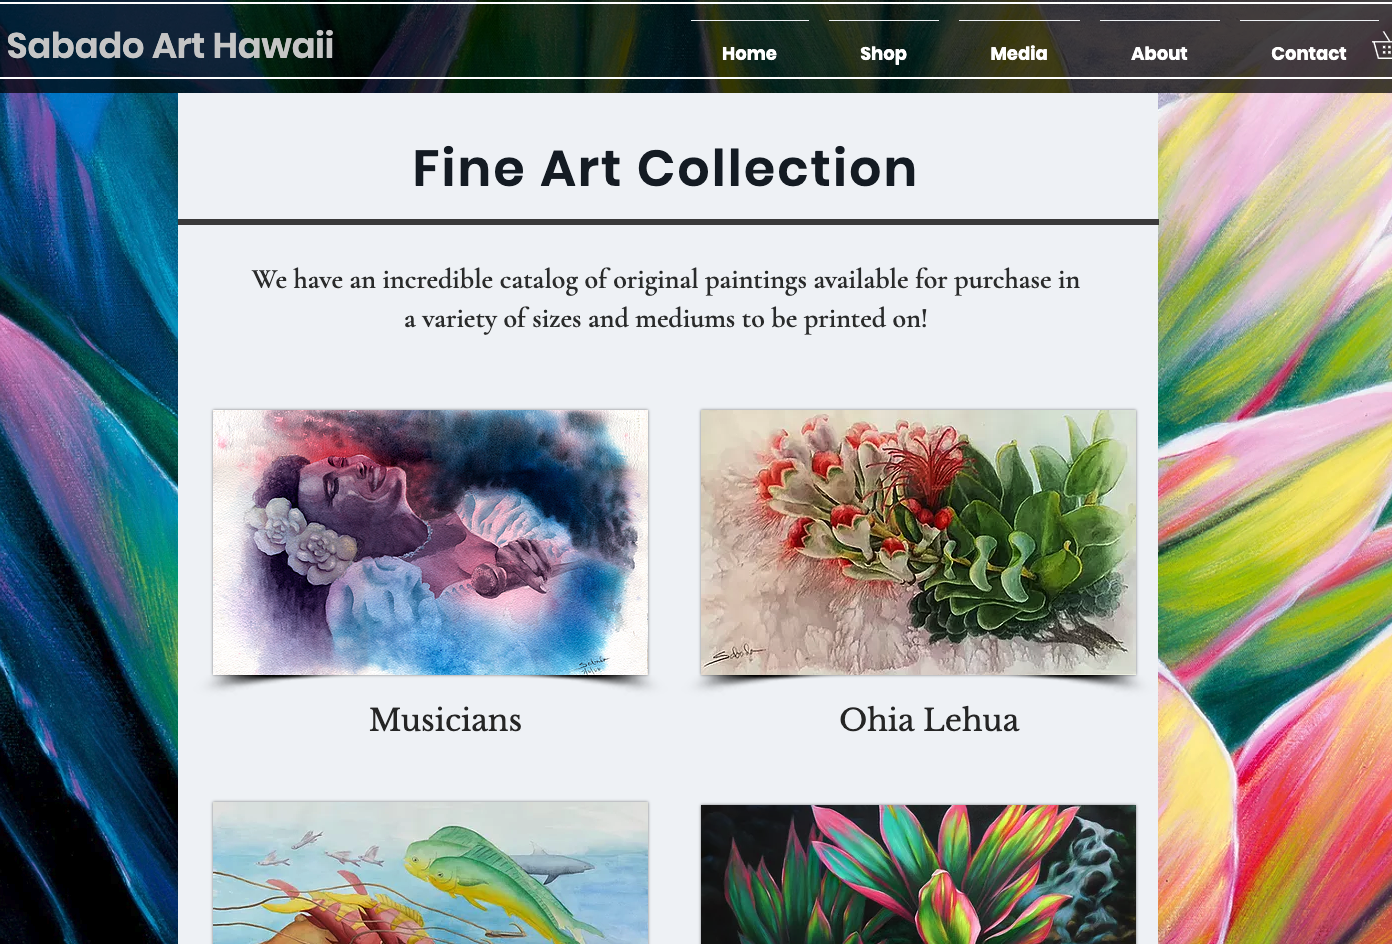 Sabado Art Hawaii
Home Shop Media About Contact
Fine Art Collection
We have an incredible catalog of original paintings available for purchase in
a variety of sizes and mediums to be printed on!
Sabado
Musicians
Ohia Lehua